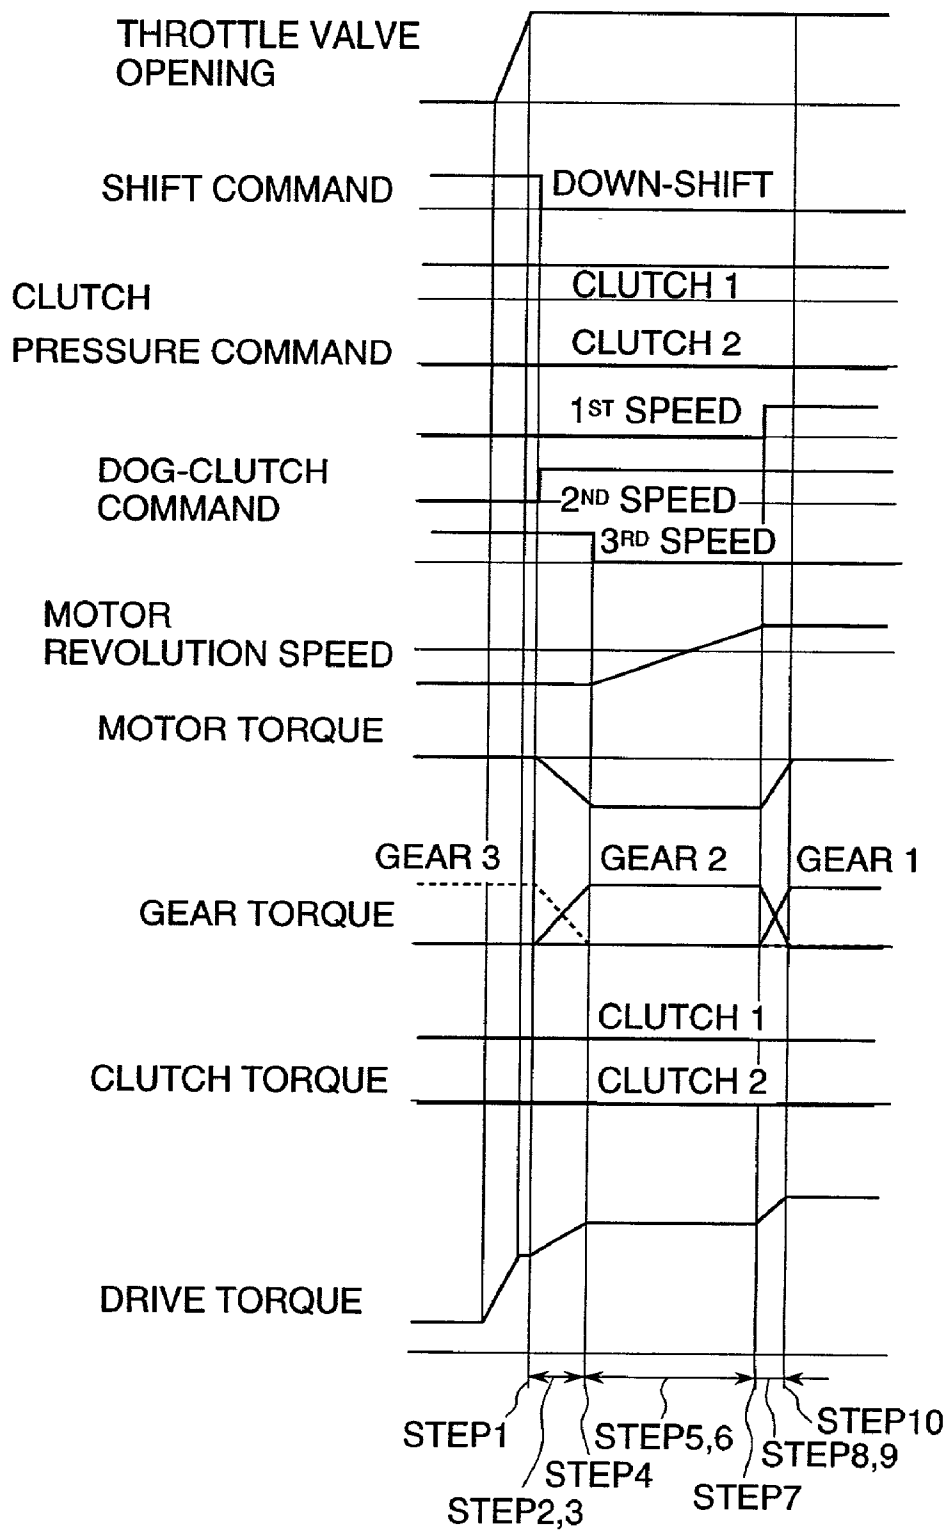 THROTTLE VALVE
OPENING
SHIFT COMMAND
DOWN-SHIFT
CLUTCH
PRESSURE COMMAND
CLUTCH 1
CLUTCH 2
1ST SPEED
DOG-CLUTCH
COMMAND
2ND SPEED
3RD SPEED
MOTOR
REVOLUTION SPEED
MOTOR TORQUE
GEAR 3
GEAR 2
GEAR 1
GEAR TORQUE
CLUTCH 1
CLUTCH TORQUE
CLUTCH 2
DRIVE TORQUE
STEP1
STEP2,3
STEP4
STEP5,6
STEP7
STEP8,9
STEP10